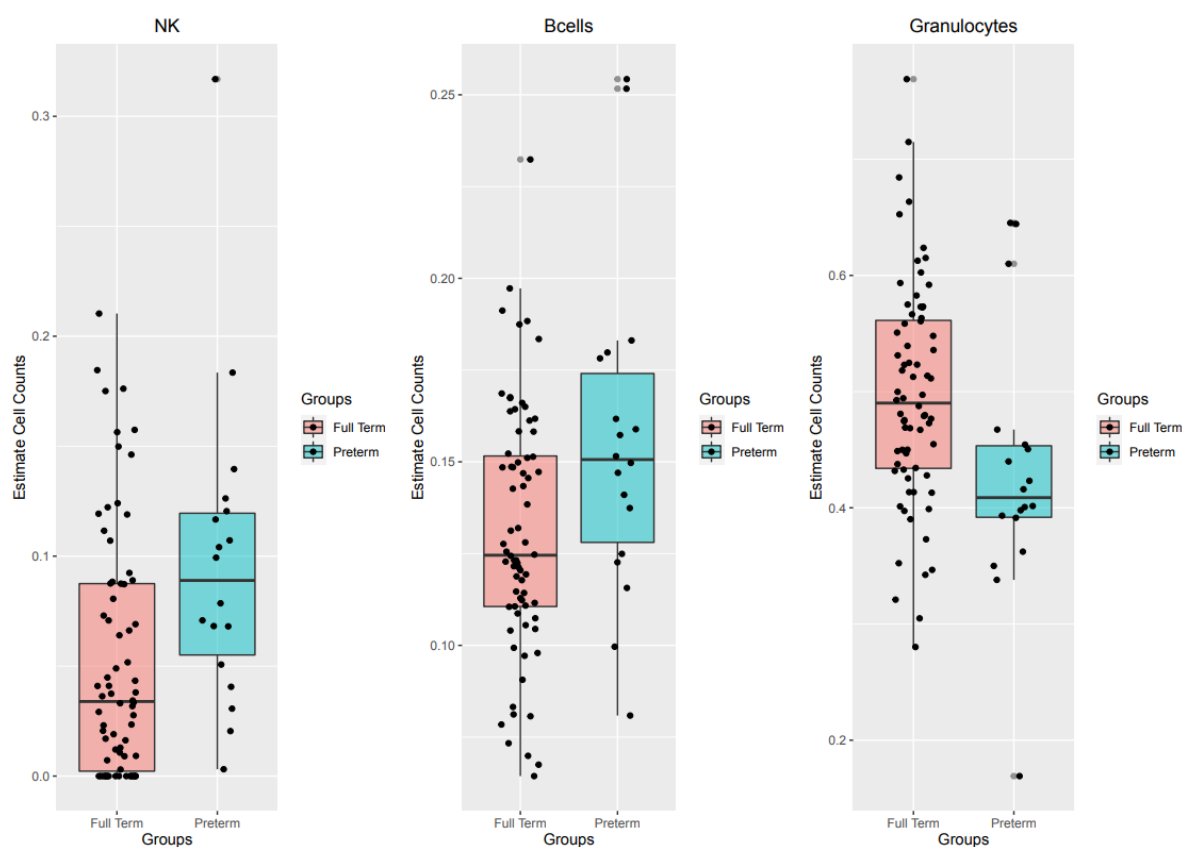 NK
Estimate Cell Counts
0.3
0.2
0.1
0.0
Full Term
Preterm
Groups
Groups
Full Term
Preterm
Bcells
Estimate Cell Counts
0.25
0.20
0.15
0.10
Full Term
Preterm
Groups
Groups
Full Term
Preterm
Granulocytes
Estimate Cell Counts
0.6
0.4
0.2
Full Term
Preterm
Groups
Groups
Full Term
Preterm